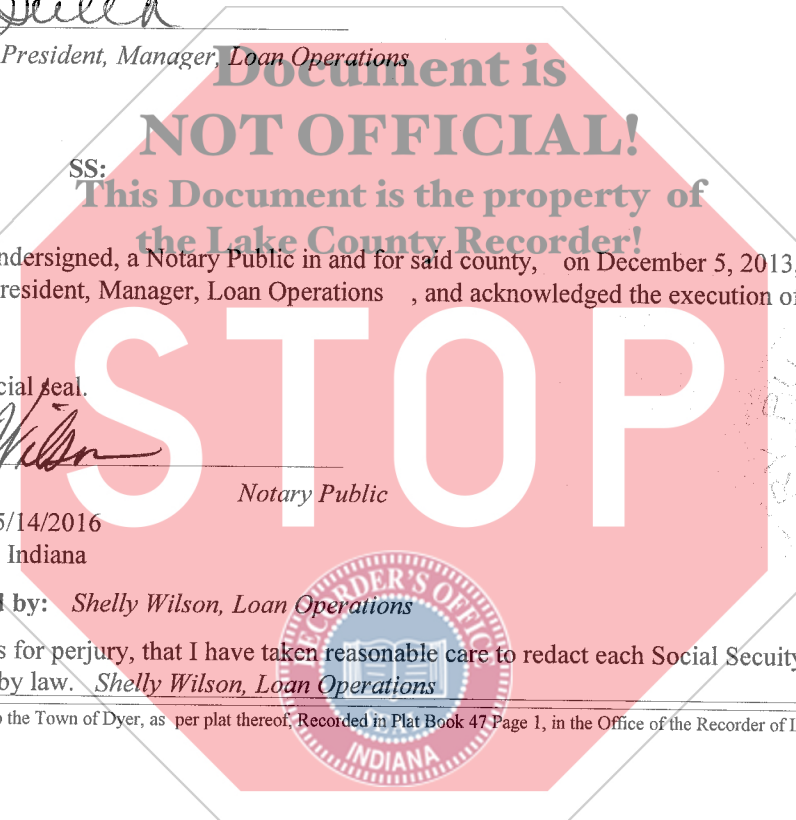 President, Manager, Loan Operations
Document is
NOT OFFICIAL!
SS:
This Document is the property of
the Lake County Recorder!
ndersigned, a Notary Public in and for said county, on December 5, 2013,
resident, Manager, Loan Operations , and acknowledged the execution of
STOP
cial seal.
Wilson
Notary Public
5/14/2016
Indiana
d by: Shelly Wilson, Loan Operations
s for perjury, that I have taken reasonable care to redact each Social Secuity
by law. Shelly Wilson, Loan Operations
o the Town of Dyer, as per plat thereof, Recorded in Plat Book 47 Page 1, in the Office of the Recorder of L
RECORDER'S OFFICE
SEAL
INDIANA